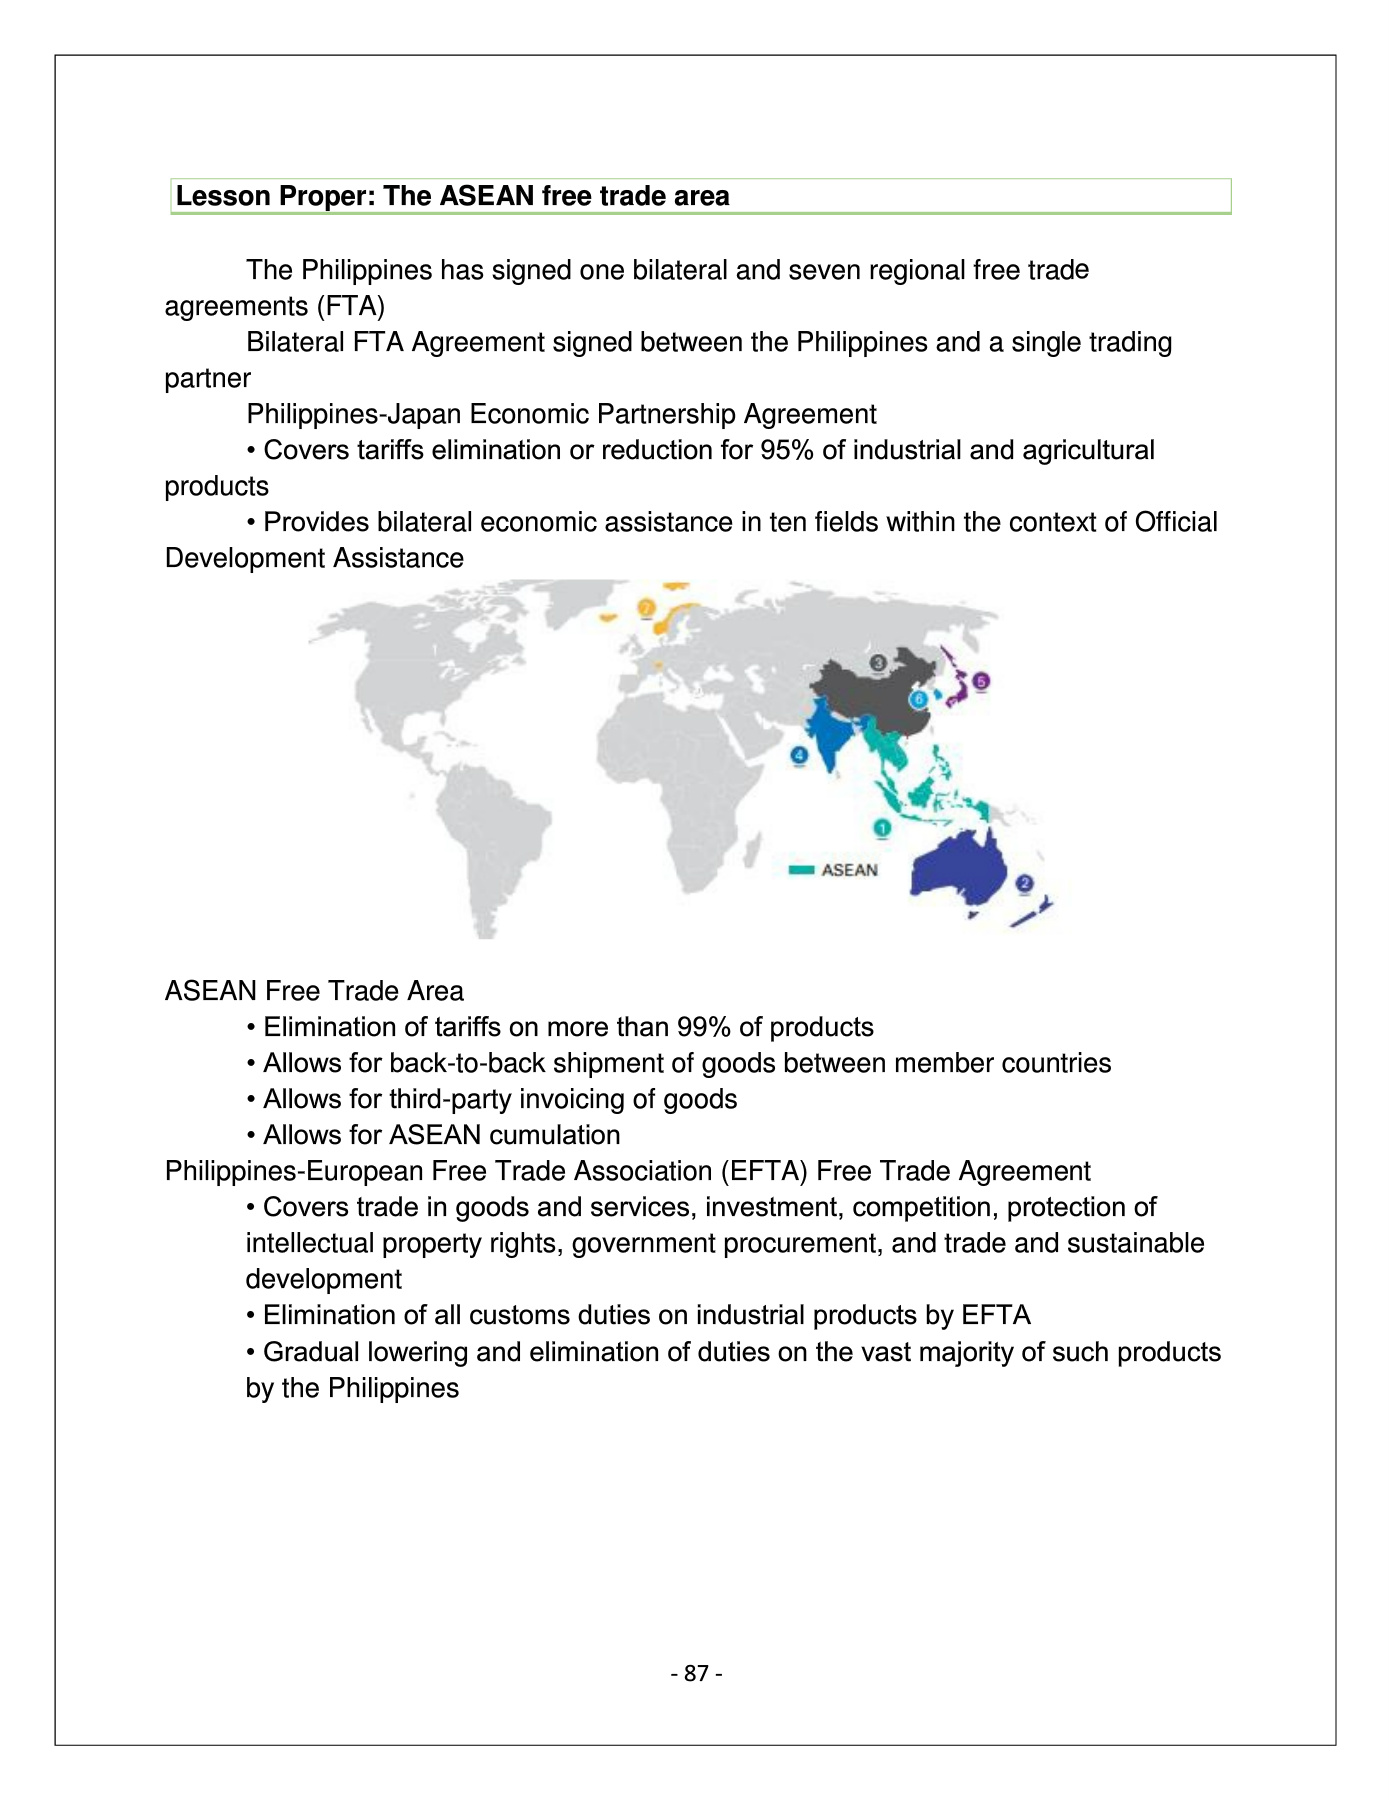 Lesson Proper: The ASEAN free trade area
The Philippines has signed one bilateral and seven regional free trade
agreements (FTA)
Bilateral FTA Agreement signed between the Philippines and a single trading
partner
Philippines-Japan Economic Partnership Agreement
• Covers tariffs elimination or reduction for 95% of industrial and agricultural
products
• Provides bilateral economic assistance in ten fields within the context of Official
Development Assistance
7
3
5
6
4
1
ASEAN
2
ASEAN Free Trade Area
• Elimination of tariffs on more than 99% of products
• Allows for back-to-back shipment of goods between member countries
• Allows for third-party invoicing of goods
• Allows for ASEAN cumulation
Philippines-European Free Trade Association (EFTA) Free Trade Agreement
• Covers trade in goods and services, investment, competition, protection of
intellectual property rights, government procurement, and trade and sustainable
development
• Elimination of all customs duties on industrial products by EFTA
• Gradual lowering and elimination of duties on the vast majority of such products
by the Philippines
- 87 -